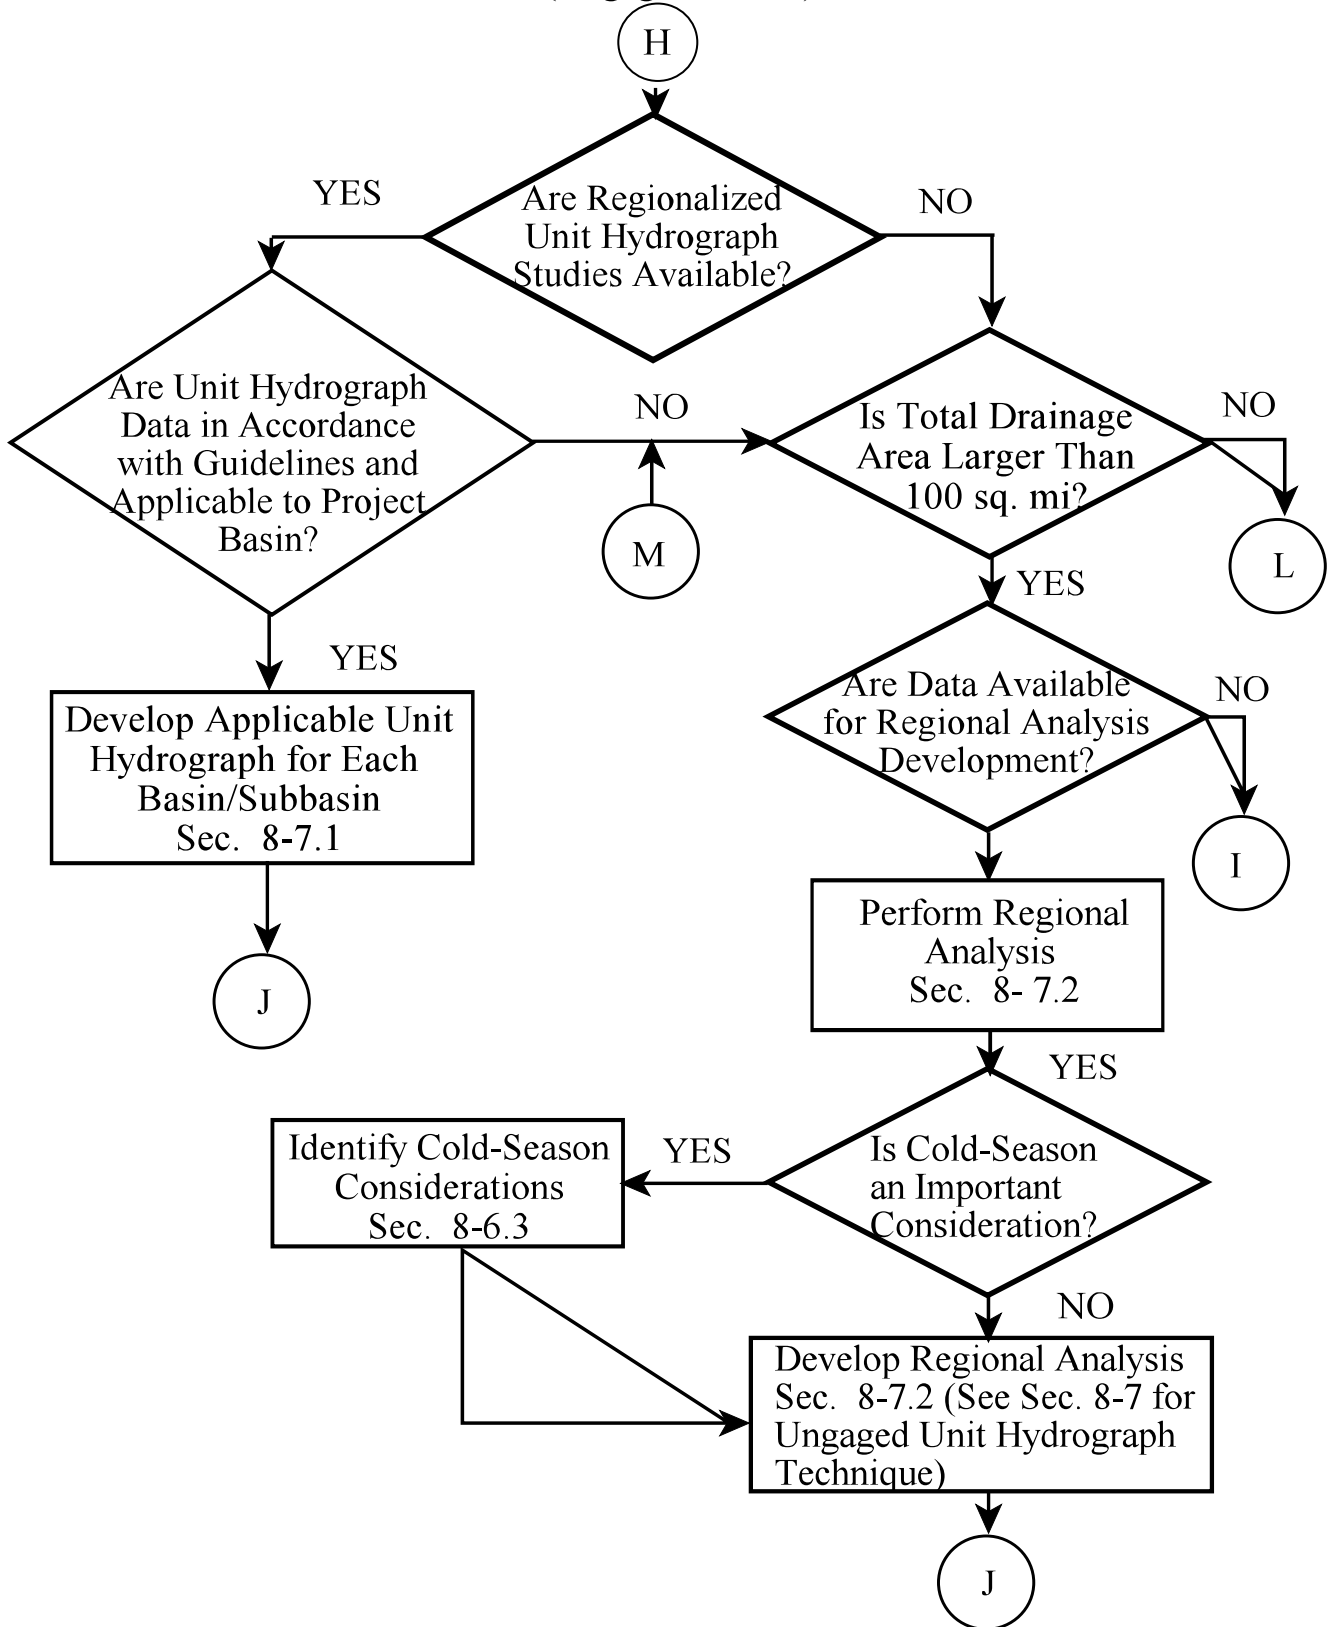 H
YES
NO
Are Regionalized
Unit Hydrograph
Studies Available?
Are Unit Hydrograph
Data in Accordance
with Guidelines and
Applicable to Project
Basin?
NO
M
Is Total Drainage
Area Larger Than
100 sq. mi?
NO
L
YES
YES
Develop Applicable Unit
Hydrograph for Each
Basin/Subbasin
Sec. 8-7.1
J
Are Data Available
for Regional Analysis
Development?
NO
I
Perform Regional
Analysis
Sec. 8- 7.2
YES
Identify Cold-Season
Considerations
Sec. 8-6.3
YES
Is Cold-Season
an Important
Consideration?
NO
Develop Regional Analysis
Sec. 8-7.2 (See Sec. 8-7 for
Ungaged Unit Hydrograph
Technique)
J